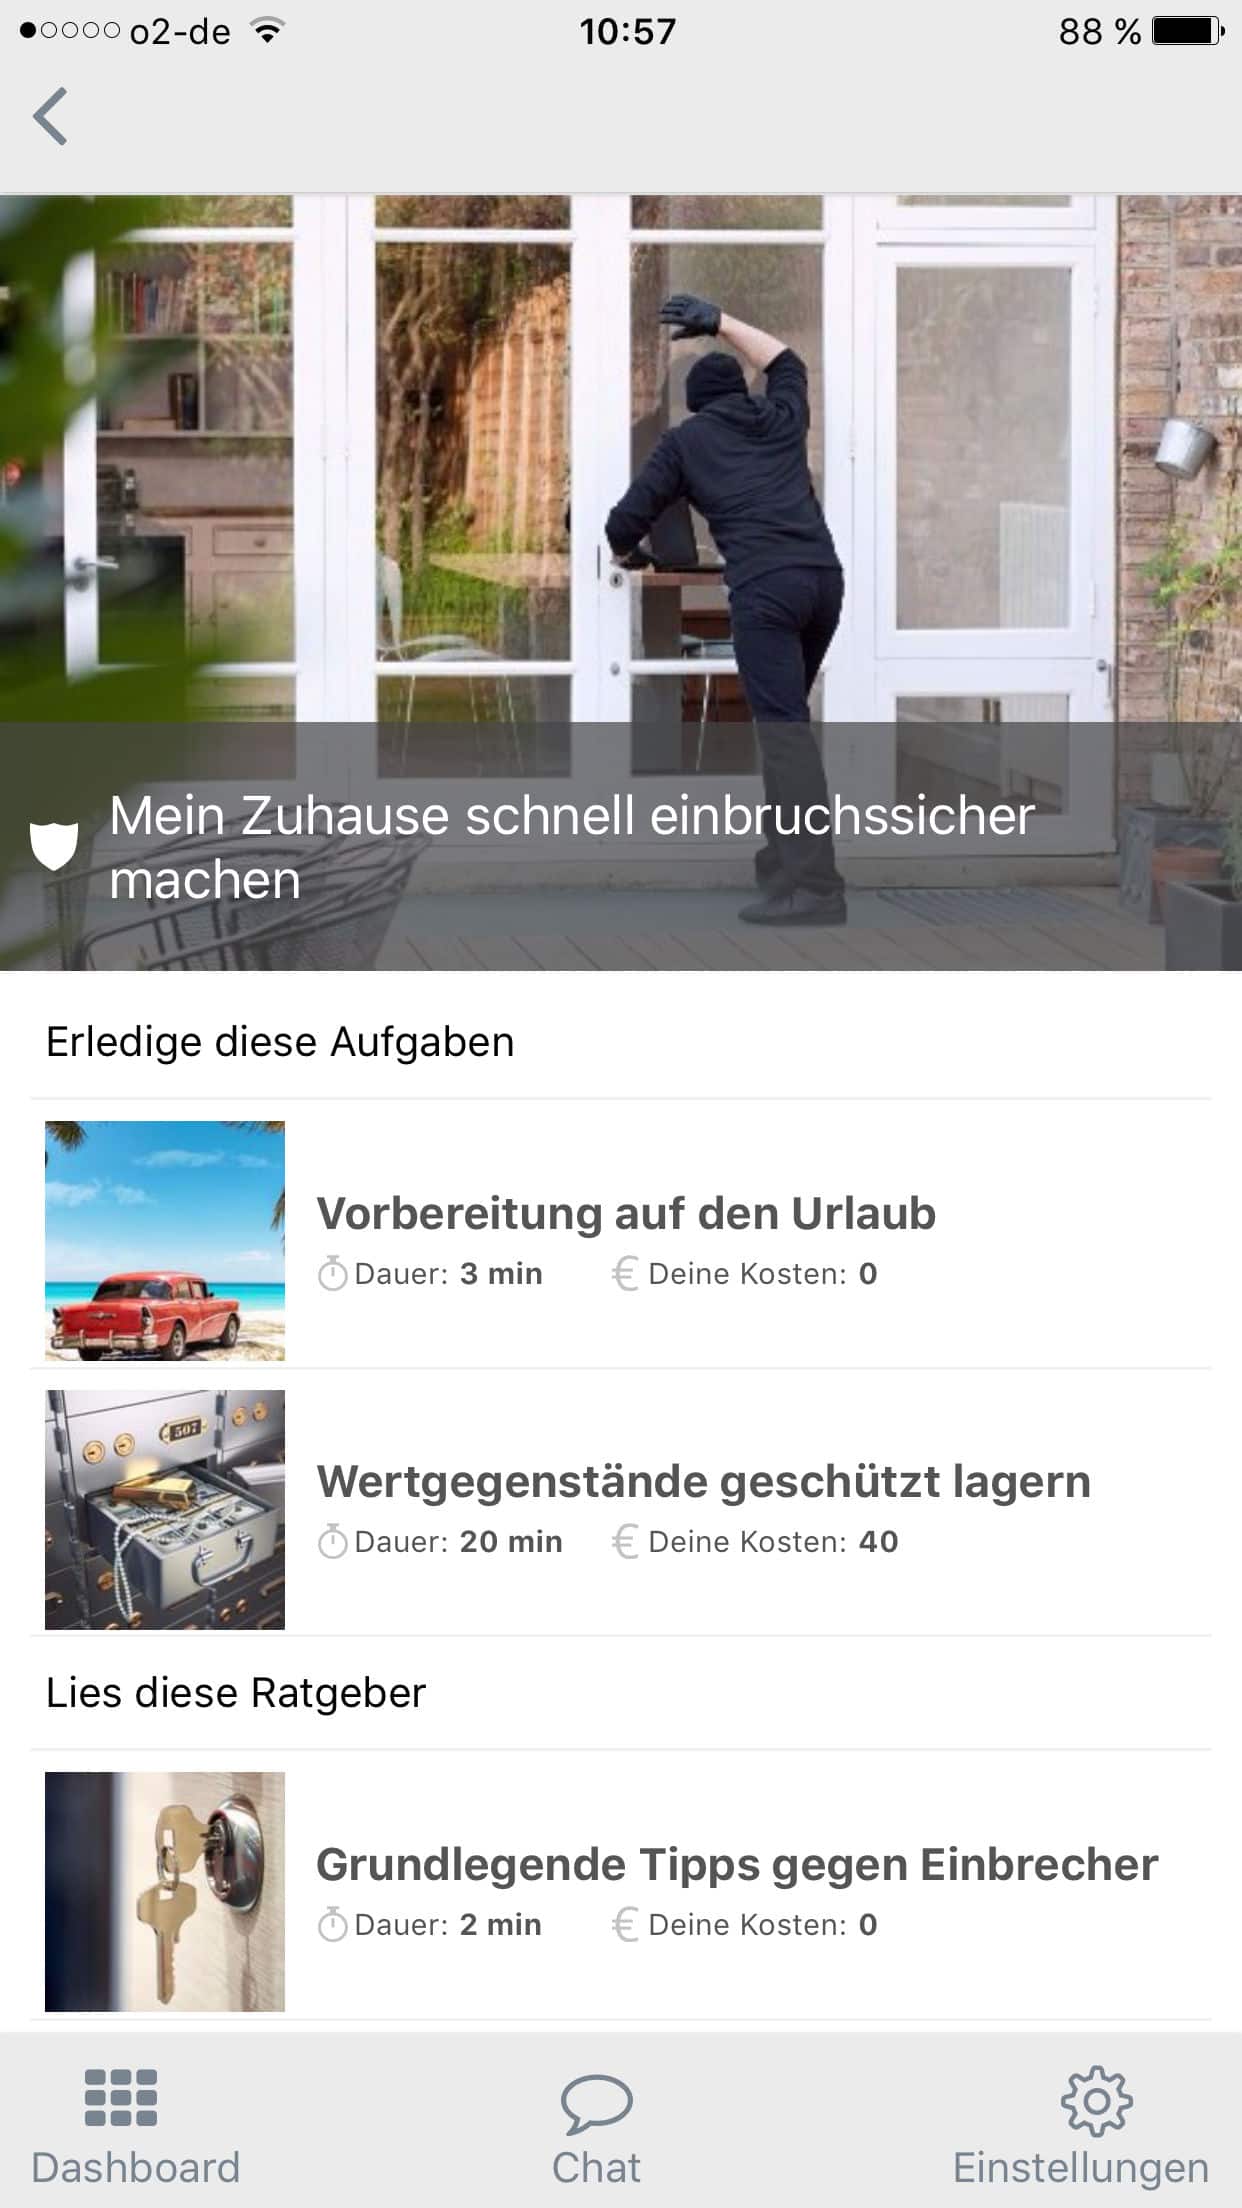 o2-de 10:57 88 %
Mein Zuhause schnell einbruchssicher
machen
Erledige diese Aufgaben
Vorbereitung auf den Urlaub
Dauer: 3 min € Deine Kosten: 0
507
Wertgegenstände geschützt lagern
Dauer: 20 min € Deine Kosten: 40
Lies diese Ratgeber
Grundlegende Tipps gegen Einbrecher
Dauer: 2 min € Deine Kosten: 0
Dashboard Chat Einstellungen